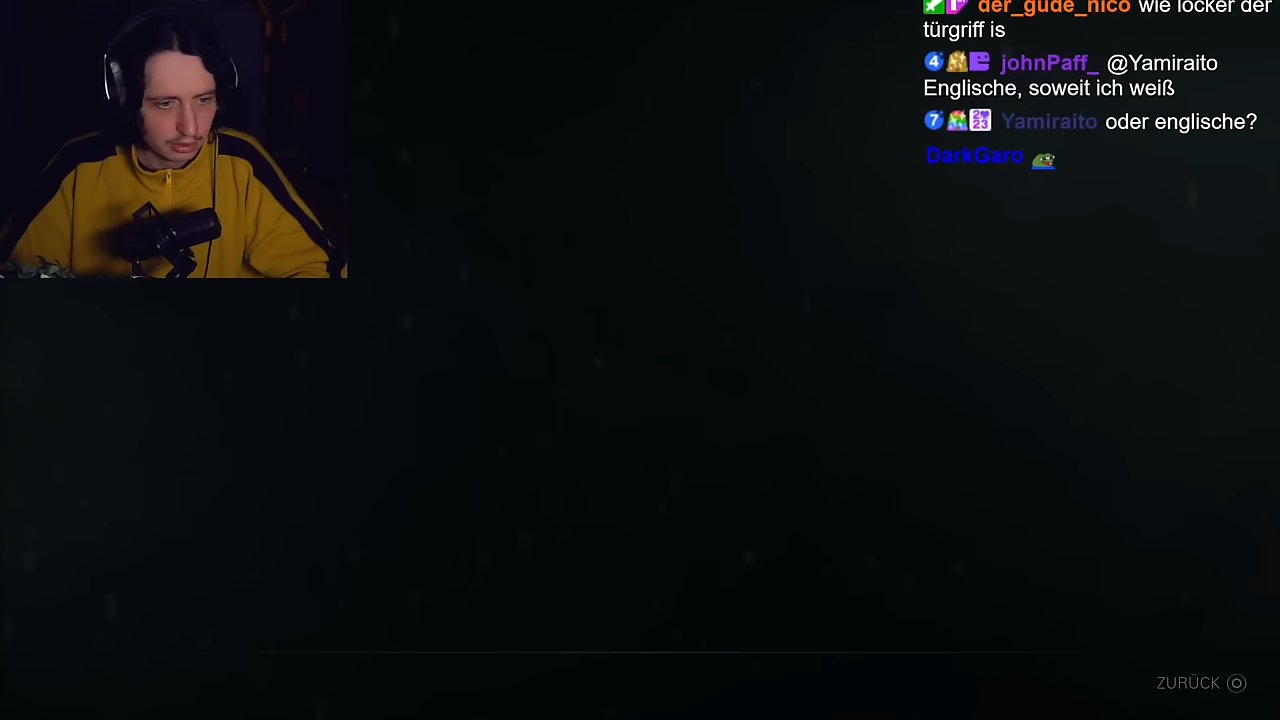 der_gude_nico wie locker der
türgriff is
johnPaff_ @Yamiraito
Englische, soweit ich weiß
Yamiraito oder englische?
DarkGaro
ZURÜCK